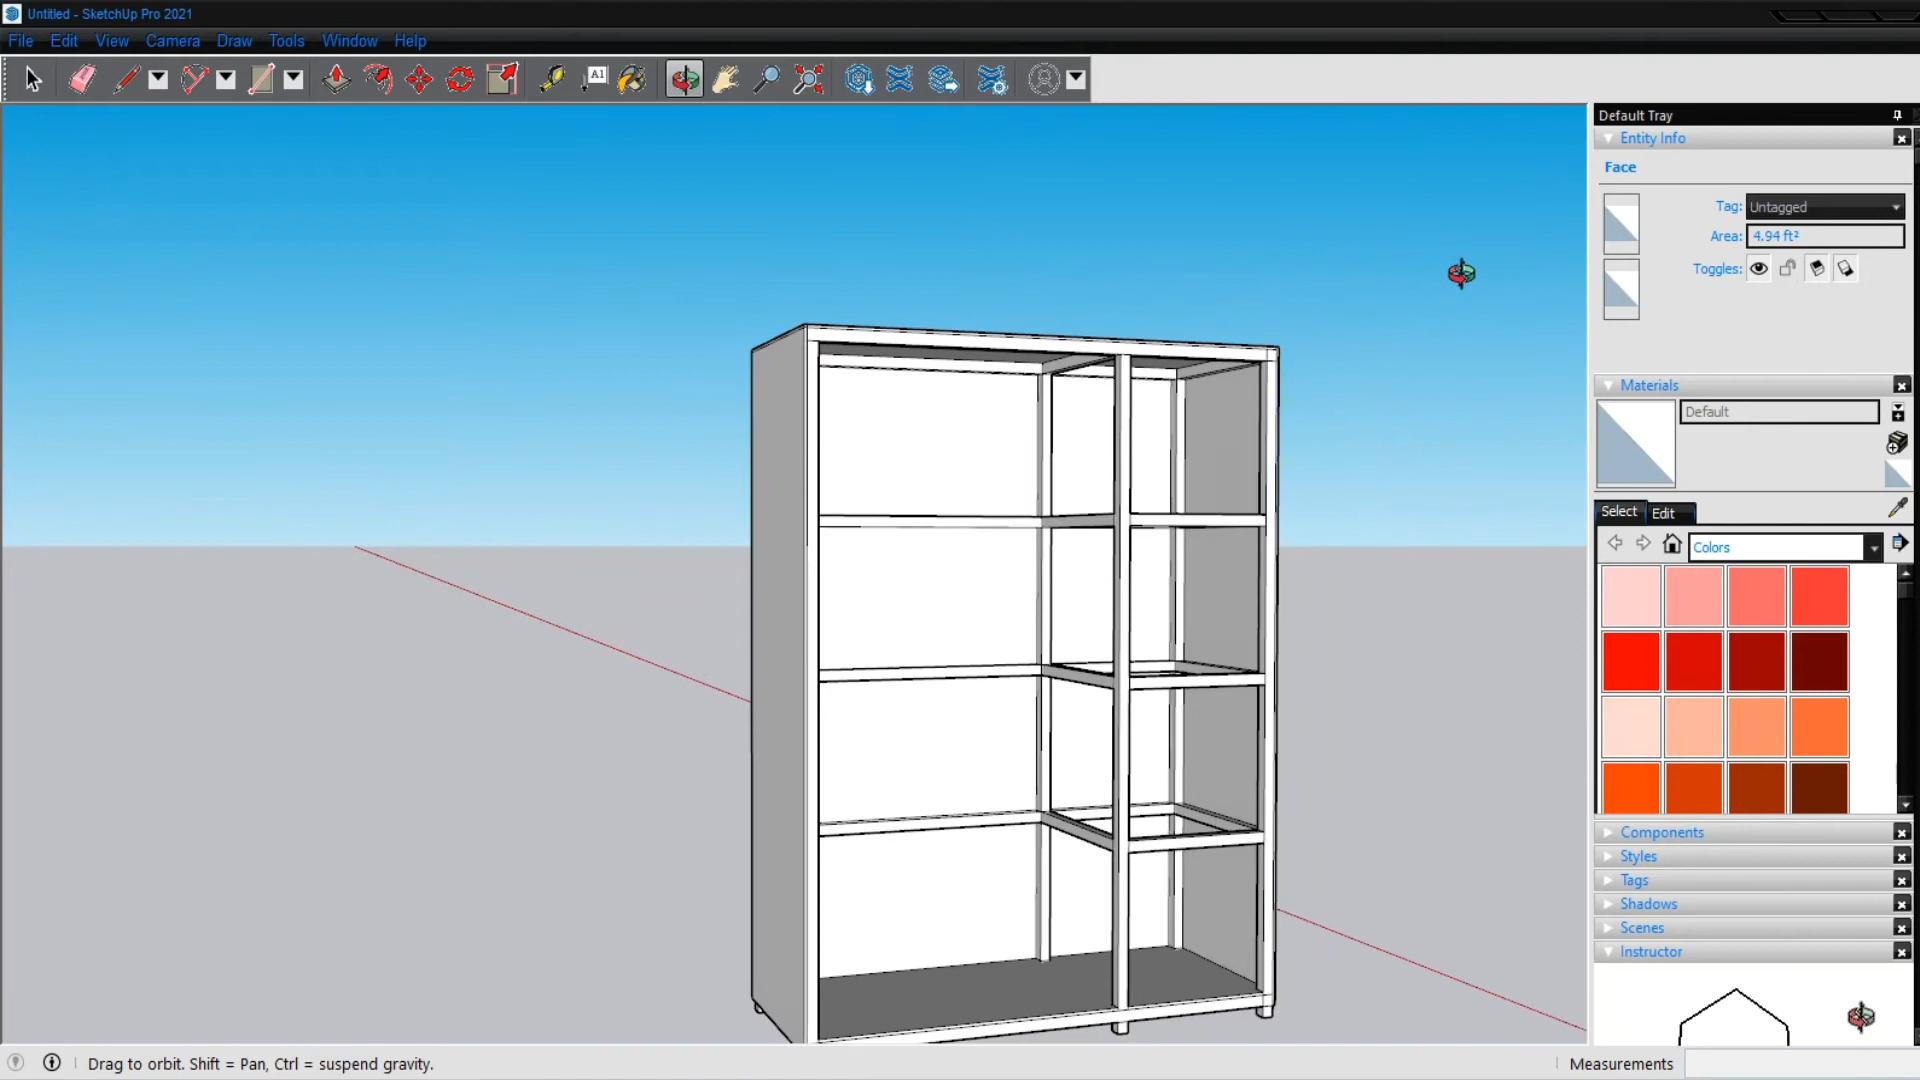 Untitled - SketchUp Pro 2021
File Edit View Camera Draw Tools Window Help
A1
Default Tray
Entity Info
Face
Tag: Untagged
Area: 4.94 ft²
Toggles:
Materials
Default
Select Edit
Colors
Components
Styles
Tags
Shadows
Scenes
Instructor
Drag to orbit. Shift = Pan, Ctrl = suspend gravity.
Measurements